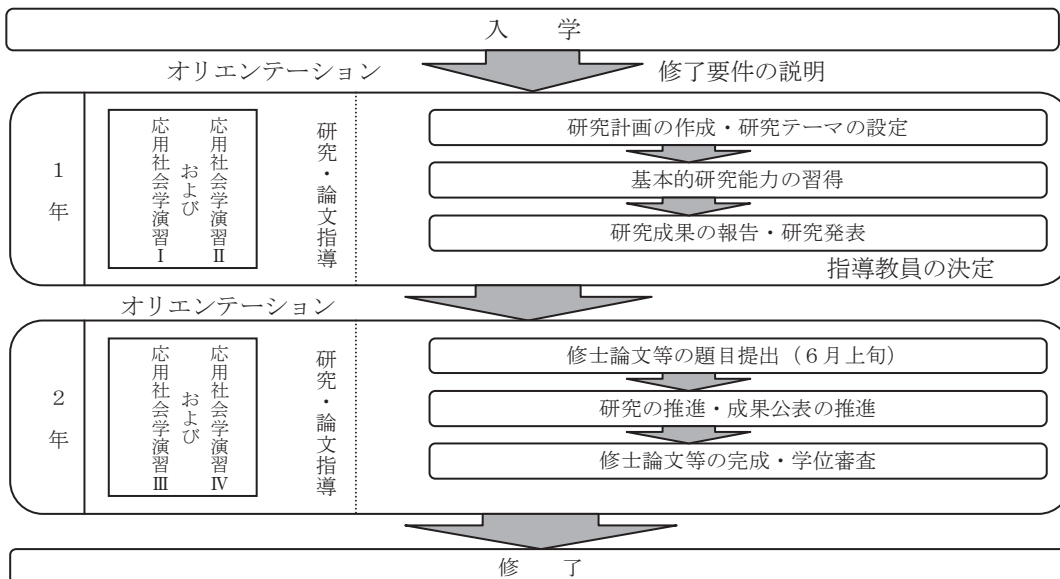 入　学
オリエンテーション
修了要件の説明
1年
応用社会学演習Ⅰ
および
応用社会学演習Ⅱ
研究・論文指導
研究計画の作成・研究テーマの設定
基本的研究能力の習得
研究成果の報告・研究発表
指導教員の決定
オリエンテーション
2年
応用社会学演習Ⅲ
および
応用社会学演習Ⅳ
研究・論文指導
修士論文等の題目提出（6月上旬）
研究の推進・成果公表の推進
修士論文等の完成・学位審査
修　了